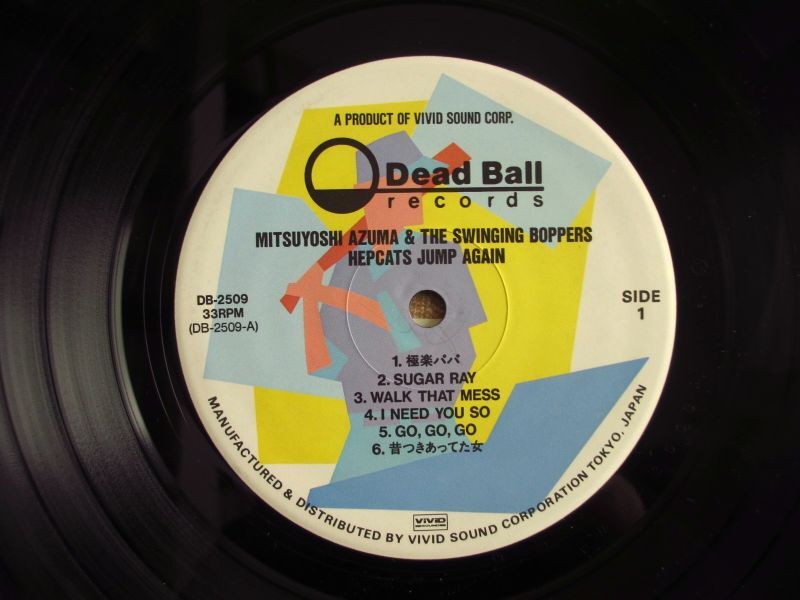 A PRODUCT OF VIVID SOUND CORP.
Dead Ball
records
MITSUYOSHI AZUMA & THE SWINGING BOPPERS
HEPCATS JUMP AGAIN
DB-2509
33RPM
(DB-2509-A)
SIDE
1
1. 極楽パパ
2. SUGAR RAY
3. WALK THAT MESS
4. I NEED YOU SO
5. GO, GO, GO
6. 昔つきあってた女
VIVID
MANUFACTURED & DISTRIBUTED BY VIVID SOUND CORPORATION TOKYO, JAPAN